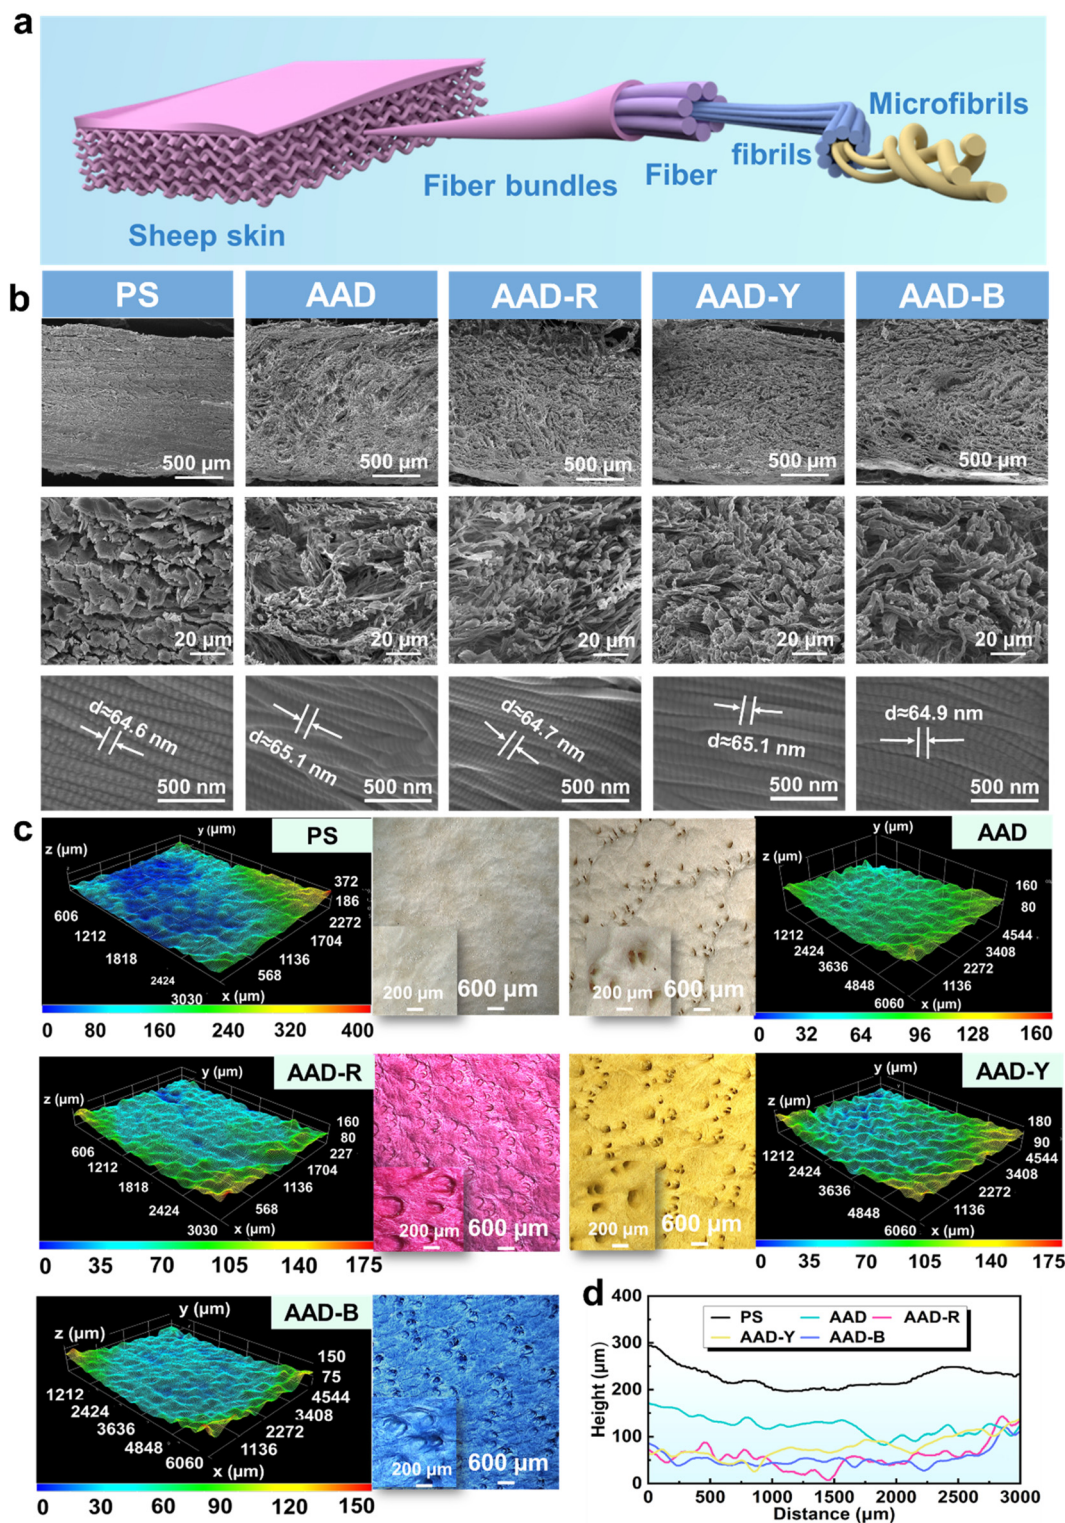 a
Microfibrils
fibrils
Fiber
Fiber bundles
Sheep skin
b
PS AAD AAD-R AAD-Y AAD-B
500 μm 500 μm 500 μm 500 μm 500 μm
20 μm 20 μm 20 μm 20 μm 20 μm
d≈64.6 nm d≈65.1 nm d≈64.7 nm d≈65.1 nm d≈64.9 nm
500 nm 500 nm 500 nm 500 nm 500 nm
c
PS
z (μm)
y (μm)
372
186
2272
1704
1136
568
x (μm)
606
1212
1818
2424
3030
0 80 160 240 320 400
200 μm 600 μm
200 μm 600 μm
AAD
z (μm)
y (μm)
160
80
4544
3408
2272
1136
x (μm)
1212
2424
3636
4848
6060
0 32 64 96 128 160
AAD-R
z (μm)
y (μm)
160
80
227
1704
1136
568
x (μm)
606
1212
1818
2424
3030
0 35 70 105 140 175
200 μm 600 μm
200 μm 600 μm
AAD-Y
z (μm)
y (μm)
180
90
4544
3408
2272
1136
x (μm)
1212
2424
3636
4848
6060
0 35 70 105 140 175
AAD-B
z (μm)
y (μm)
150
75
4544
3408
2272
1136
x (μm)
1212
2424
3636
4848
6060
0 30 60 90 120 150
200 μm 600 μm
d
Height (μm)
400
300
200
100
0
PS AAD AAD-R
AAD-Y AAD-B
0 500 1000 1500 2000 2500 3000
Distance (μm)